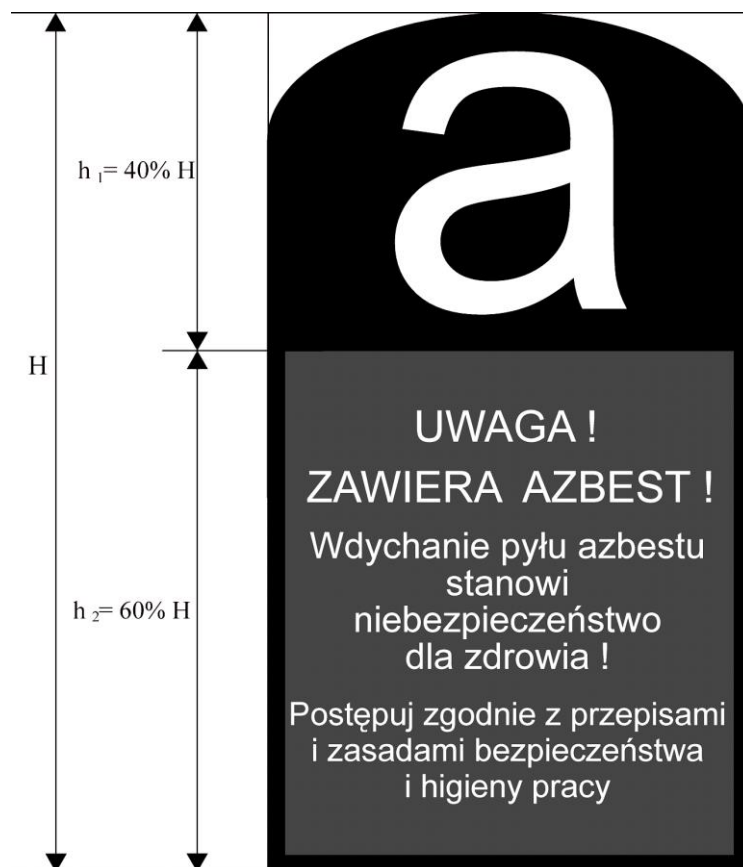 a
h 1= 40% H
H
h 2= 60% H
UWAGA !
ZAWIERA AZBEST !
Wdychanie pyłu azbestu
stanowi
niebezpieczeństwo
dla zdrowia !
Postępuj zgodnie z przepisami
i zasadami bezpieczeństwa
i higieny pracy